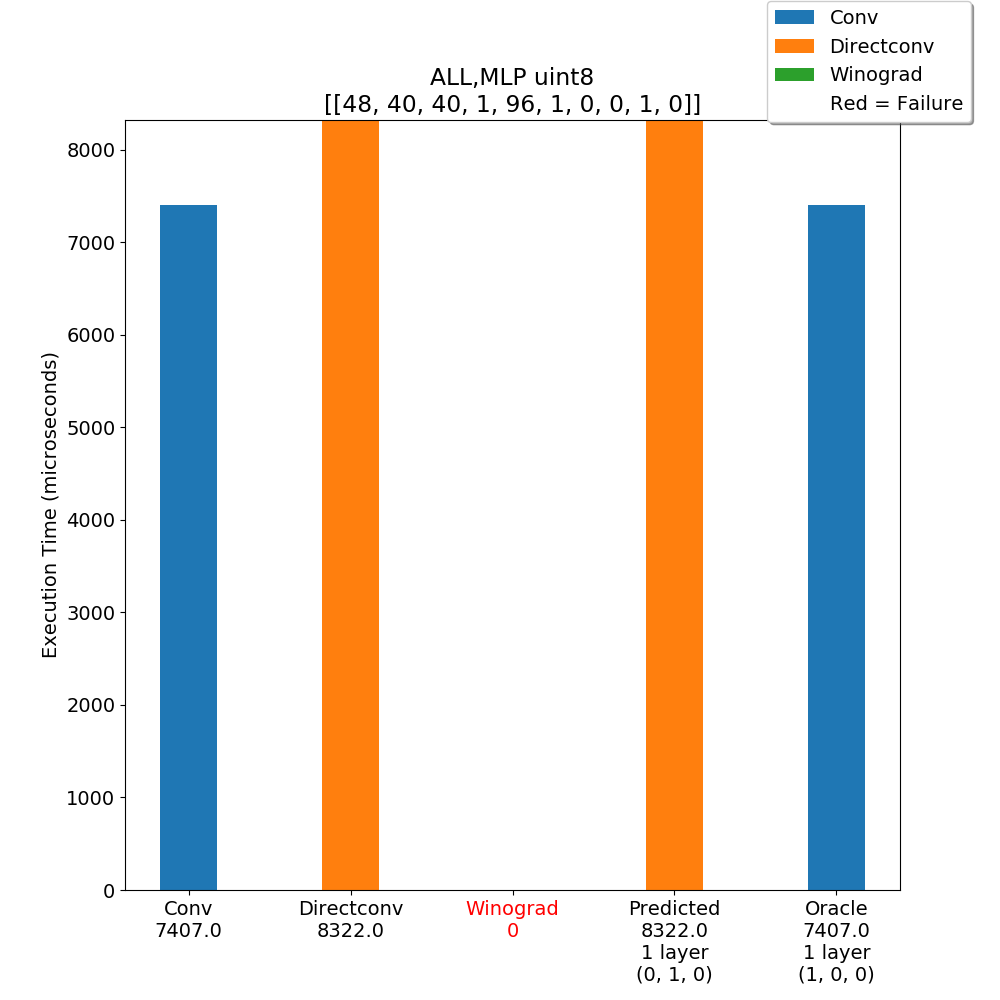 Conv
Directconv
Winograd
Red = Failure
ALL,MLP uint8
[[48, 40, 40, 1, 96, 1, 0, 0, 1, 0]]
Execution Time (microseconds)
8000
7000
6000
5000
4000
3000
2000
1000
0
Conv
7407.0
Directconv
8322.0
Winograd
0
Predicted
8322.0
1 layer
(0, 1, 0)
Oracle
7407.0
1 layer
(1, 0, 0)